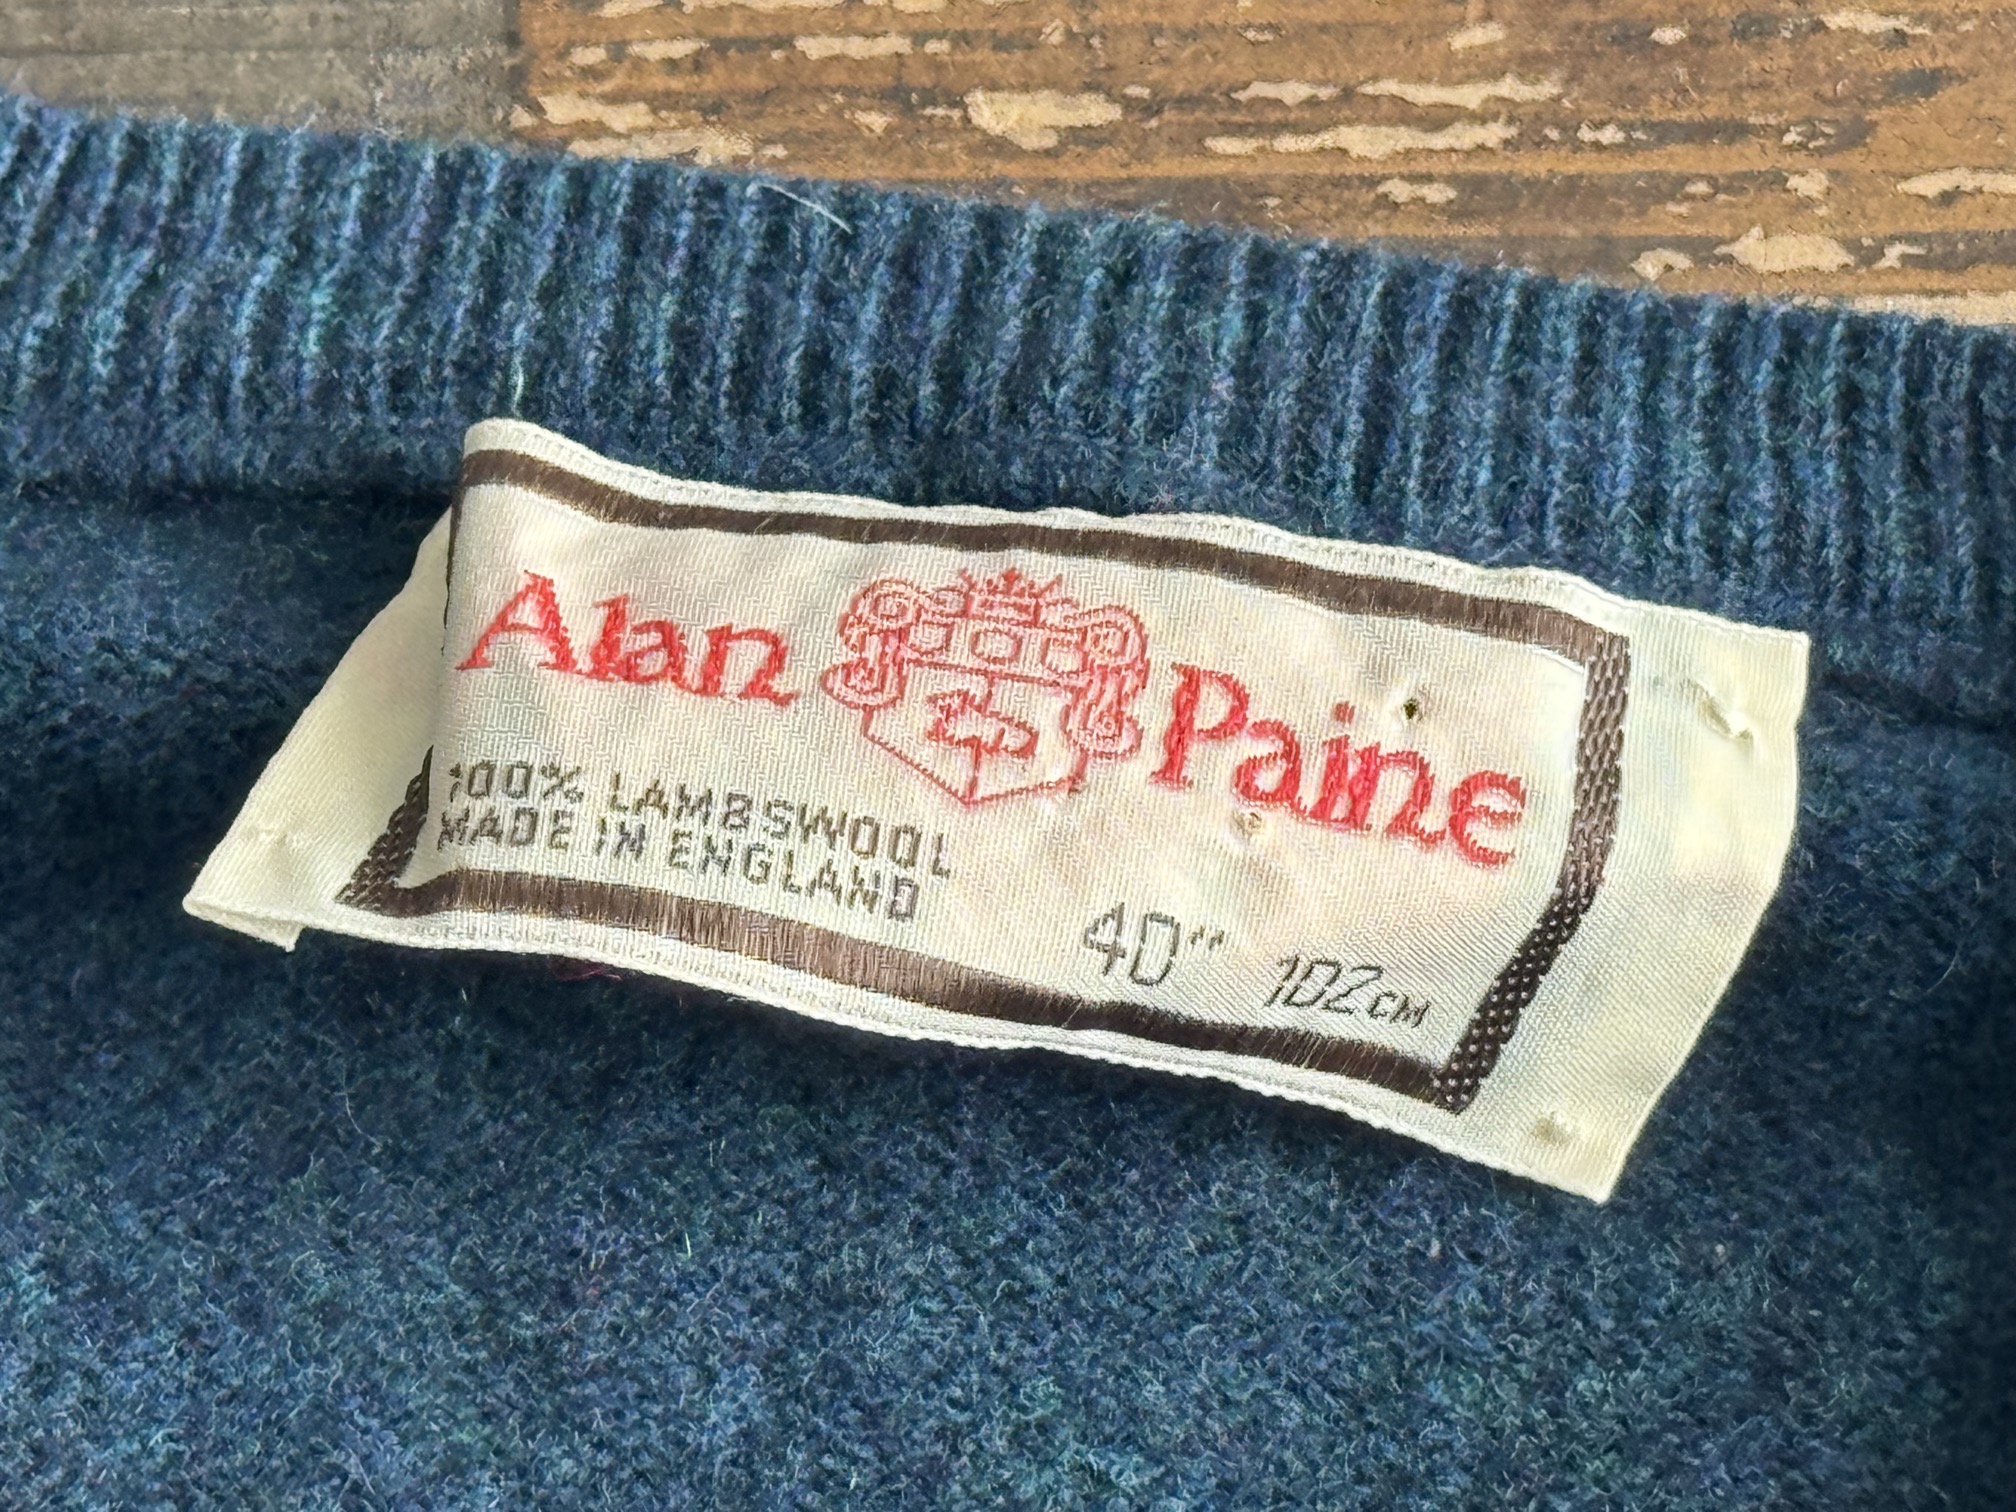 Alan Paine
100% LAMBSWOOL
MADE IN ENGLAND
40" 102CM